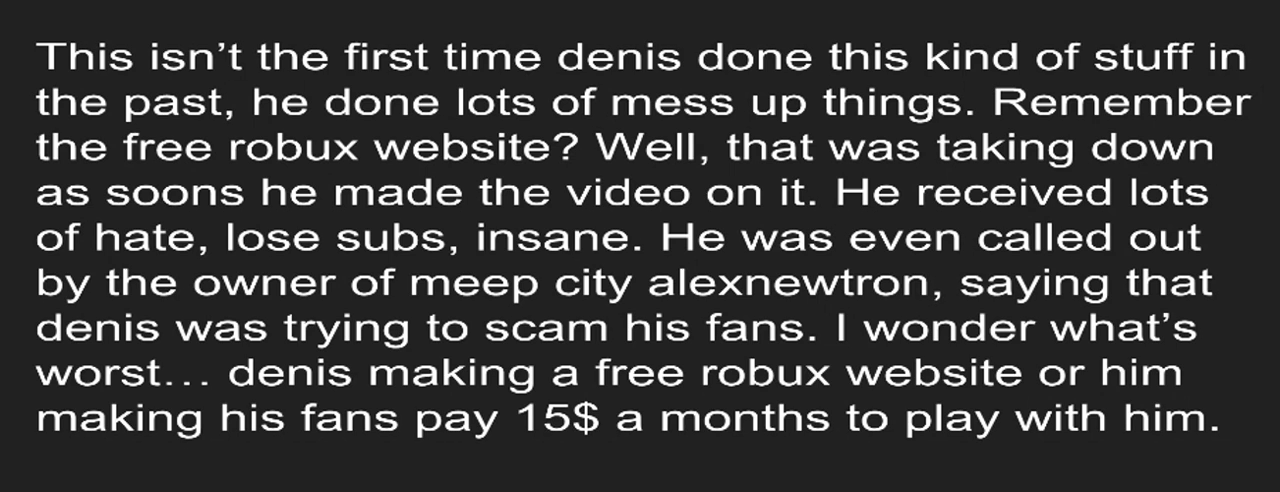 This isn’t the first time denis done this kind of stuff in
the past, he done lots of mess up things. Remember
the free robux website? Well, that was taking down
as soons he made the video on it. He received lots
of hate, lose subs, insane. He was even called out
by the owner of meep city alexnewtron, saying that
denis was trying to scam his fans. I wonder what’s
worst... denis making a free robux website or him
making his fans pay 15$ a months to play with him.